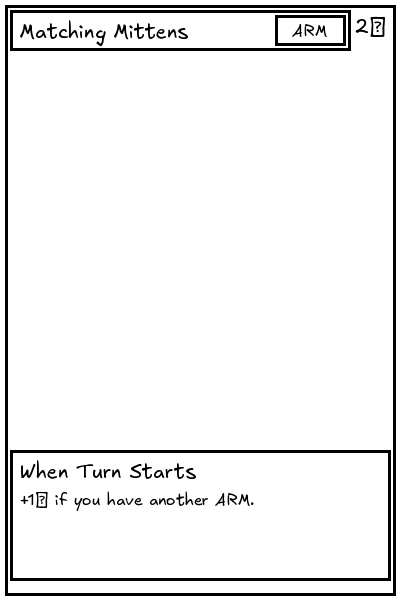 Matching Mittens
ARM
2⍰
When Turn Starts
+1⍰ if you have another ARM.